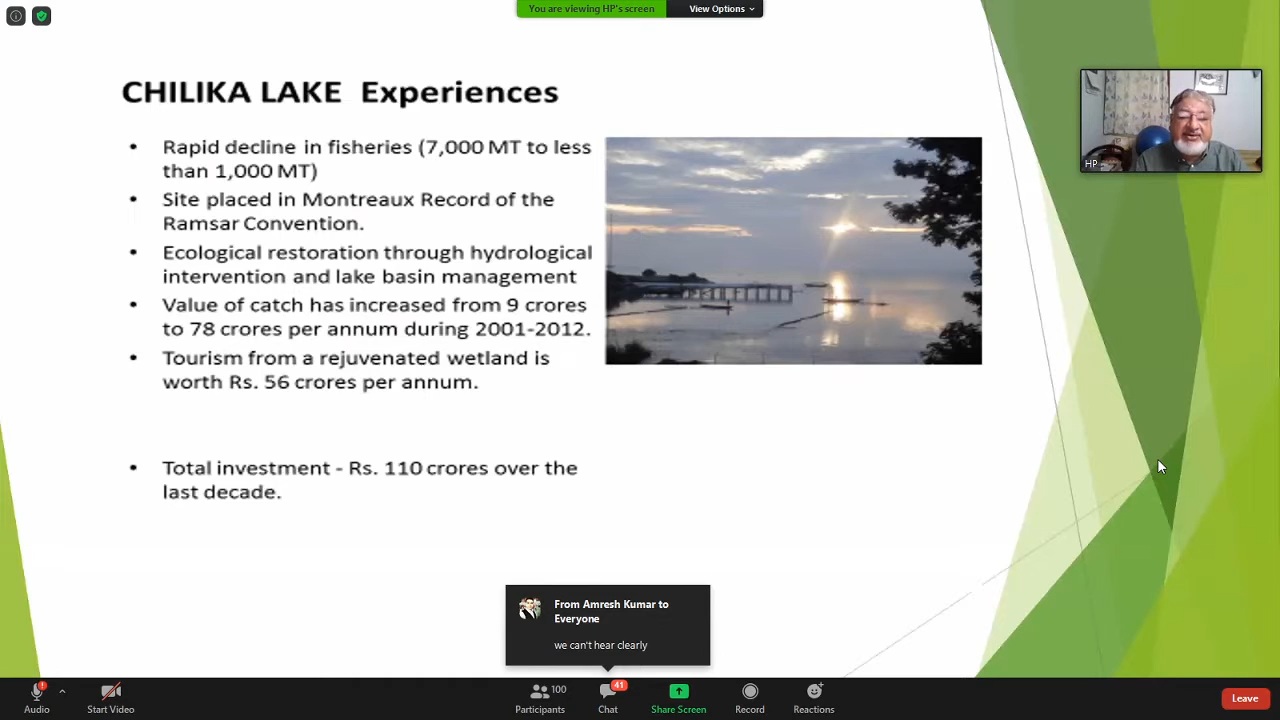 You are viewing HP's screen
View Options
CHILIKA LAKE Experiences
• Rapid decline in fisheries (7,000 MT to less
than 1,000 MT)
• Site placed in Montreaux Record of the
Ramsar Convention.
• Ecological restoration through hydrological
intervention and lake basin management
• Value of catch has increased from 9 crores
to 78 crores per annum during 2001-2012.
• Tourism from a rejuvenated wetland is
worth Rs. 56 crores per annum.
• Total investment - Rs. 110 crores over the
last decade.
HP
From Amresh Kumar to
Everyone
we can't hear clearly
Audio
Start Video
100
Participants
41
Chat
Share Screen
Record
Reactions
Leave